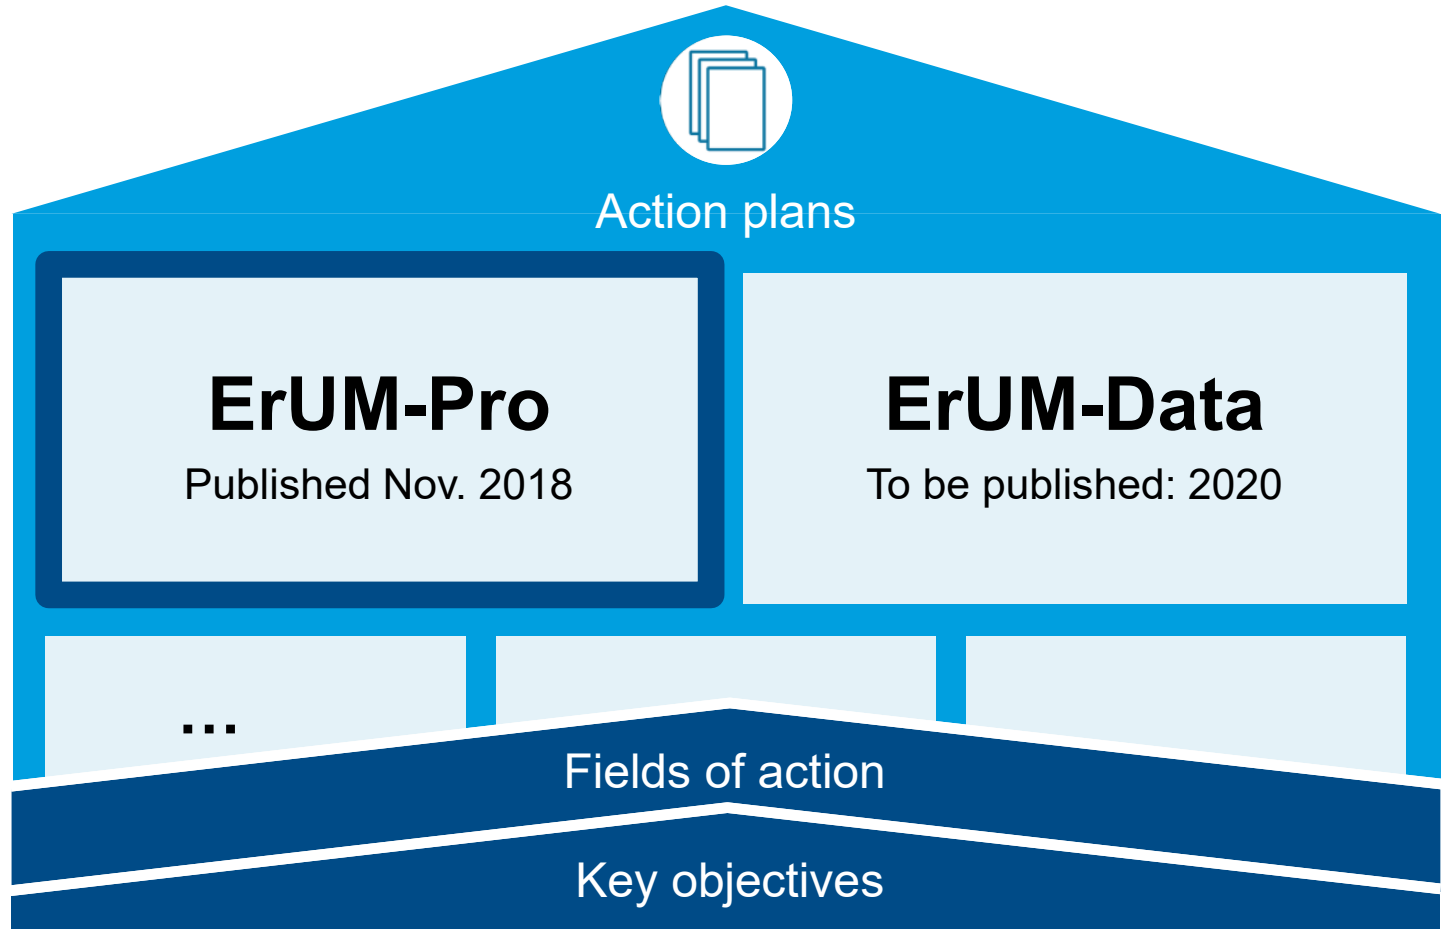 Action plans
ErUM-Pro
Published Nov. 2018
ErUM-Data
To be published: 2020
...
Fields of action
Key objectives